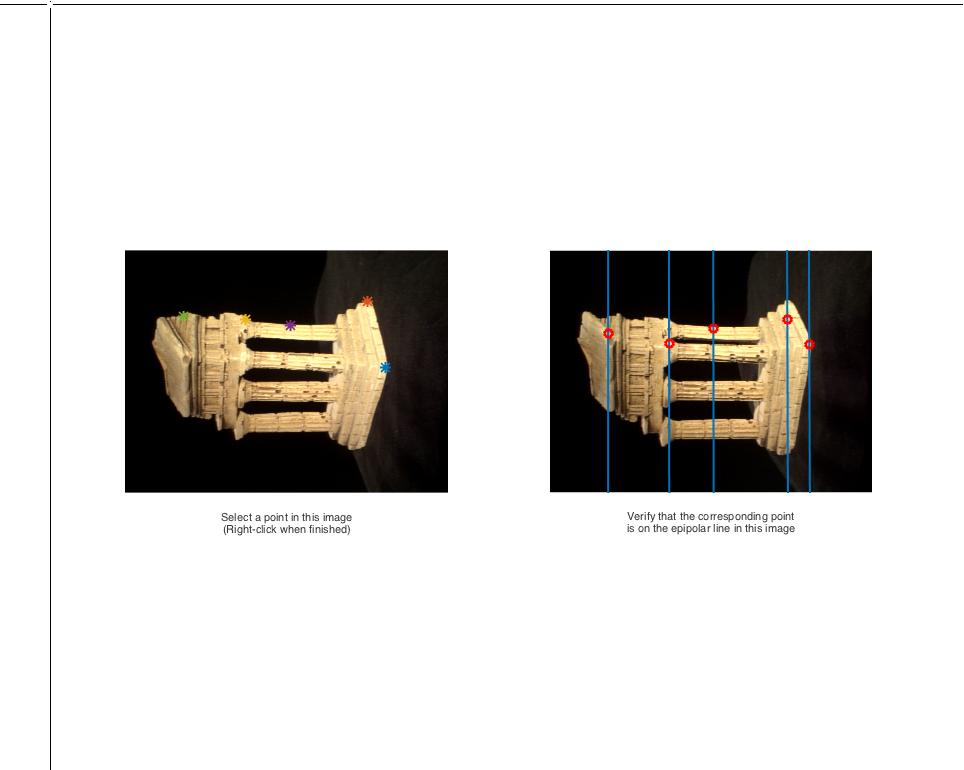 Select a point in this image
(Right-click when finished)
Verify that the corresponding point
is on the epipolar line in this image